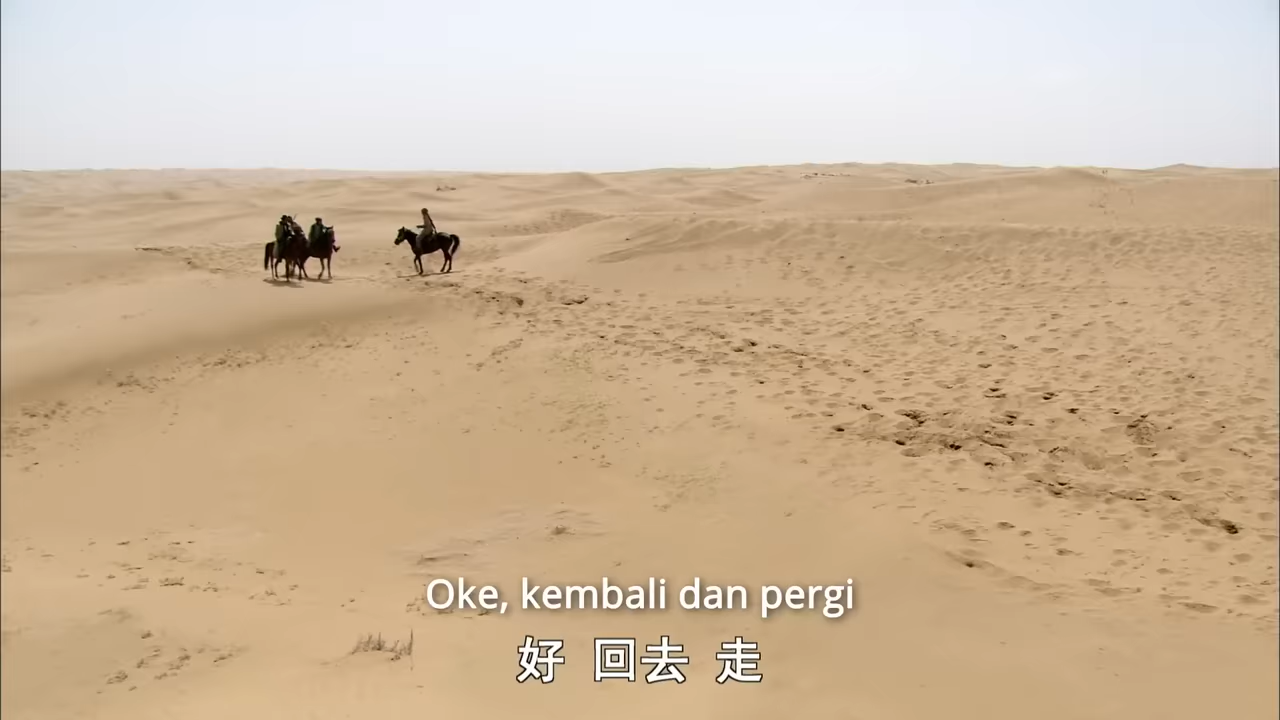 Oke, kembali dan pergi
好 回去 走